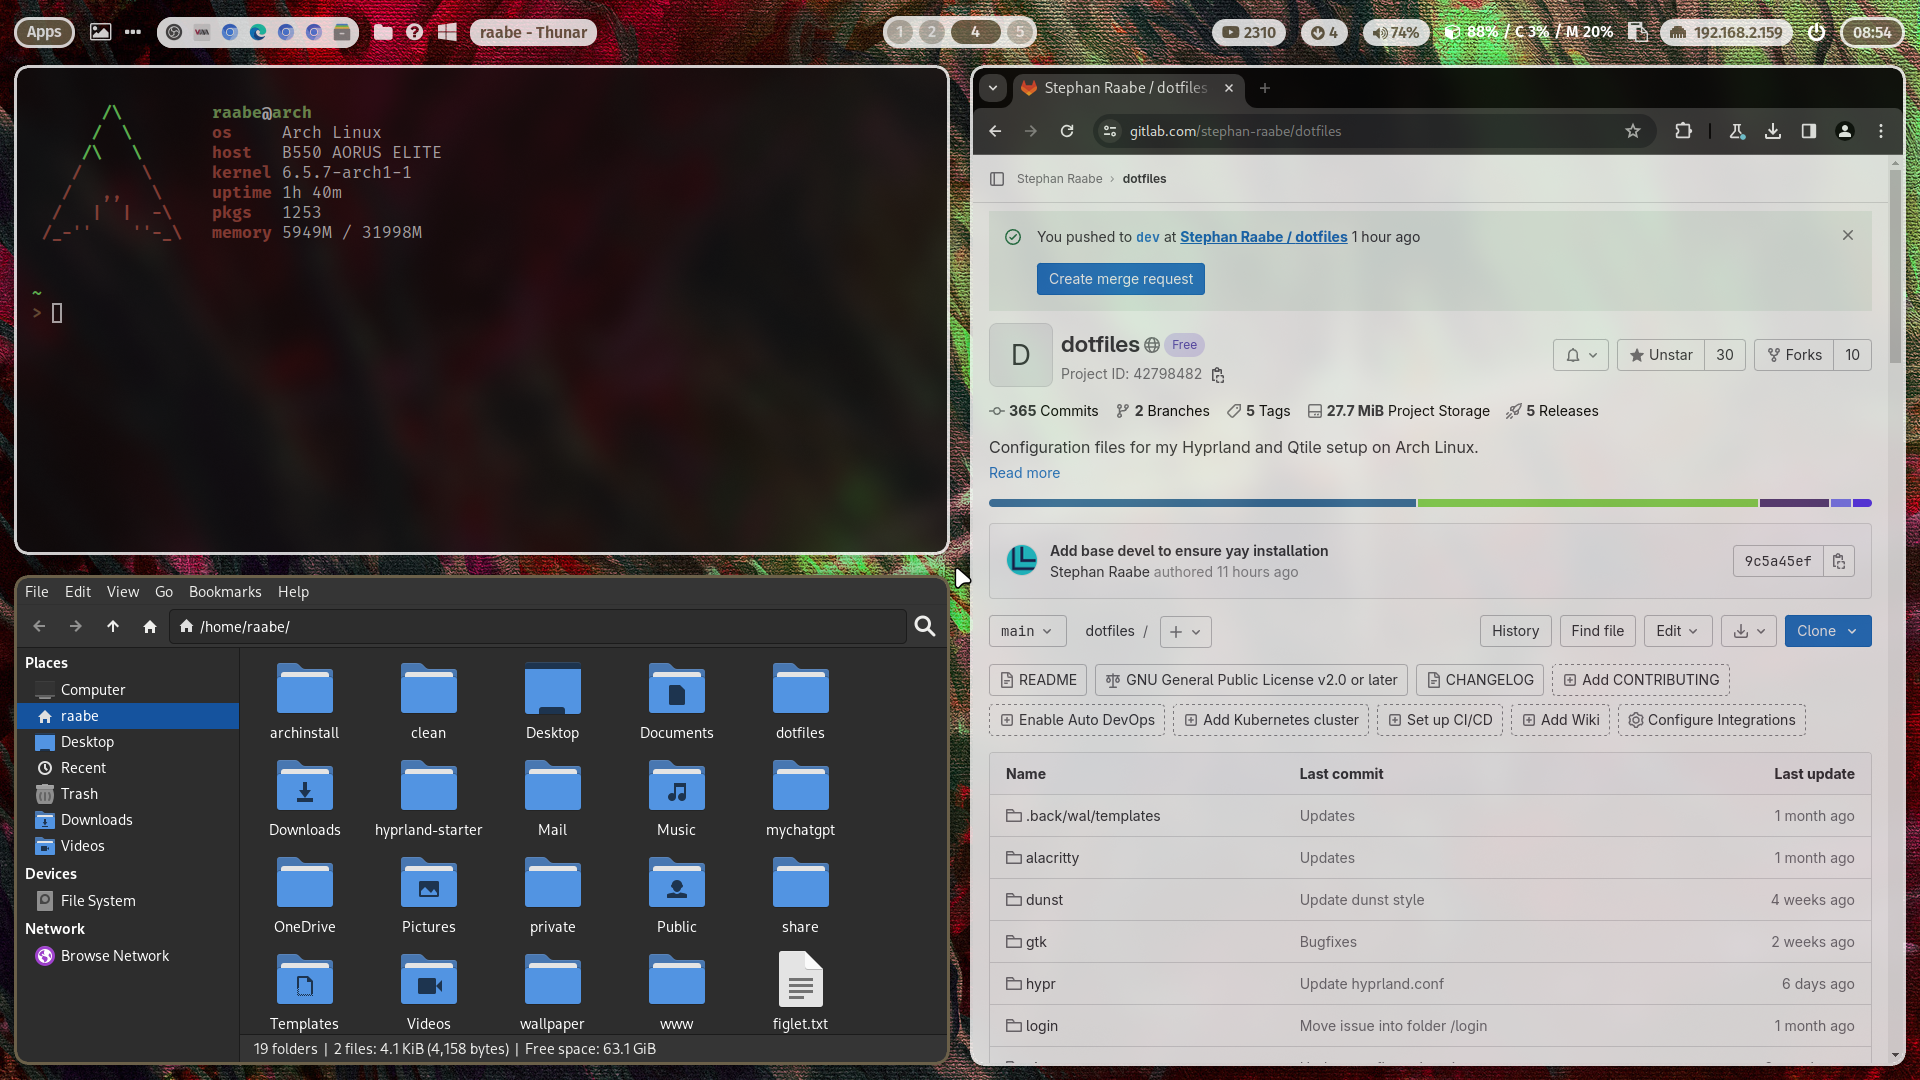 Apps
raabe - Thunar
1 2 4 5
2310
4
74%
88% / C 3% / M 20%
192.168.2.159
08:54
raabe@arch
os Arch Linux
host B550 AORUS ELITE
kernel 6.5.7-arch1-1
uptime 1h 40m
pkgs 1253
memory 5949M / 31998M
~
>
File Edit View Go Bookmarks Help
/home/raabe/
Places
Computer
raabe
Desktop
Recent
Trash
Downloads
Videos
Devices
File System
Network
Browse Network
archinstall clean Desktop Documents dotfiles
Downloads hyprland-starter Mail Music mychatgpt
OneDrive Pictures private Public share
Templates Videos wallpaper www figlet.txt
19 folders | 2 files: 4.1 KiB (4,158 bytes) | Free space: 63.1 GiB
Stephan Raabe / dotfiles
gitlab.com/stephan-raabe/dotfiles
Stephan Raabe › dotfiles
You pushed to dev at Stephan Raabe / dotfiles 1 hour ago
Create merge request
D
dotfiles Free
Project ID: 42798482
Unstar 30 Forks 10
365 Commits 2 Branches 5 Tags 27.7 MiB Project Storage 5 Releases
Configuration files for my Hyprland and Qtile setup on Arch Linux.
Read more
Add base devel to ensure yay installation
Stephan Raabe authored 11 hours ago
9c5a45ef
main dotfiles / + History Find file Edit Clone
README GNU General Public License v2.0 or later CHANGELOG Add CONTRIBUTING
Enable Auto DevOps Add Kubernetes cluster Set up CI/CD Add Wiki Configure Integrations
Name Last commit Last update
.back/wal/templates Updates 1 month ago
alacritty Updates 1 month ago
dunst Update dunst style 4 weeks ago
gtk Bugfixes 2 weeks ago
hypr Update hyprland.conf 6 days ago
login Move issue into folder /login 1 month ago